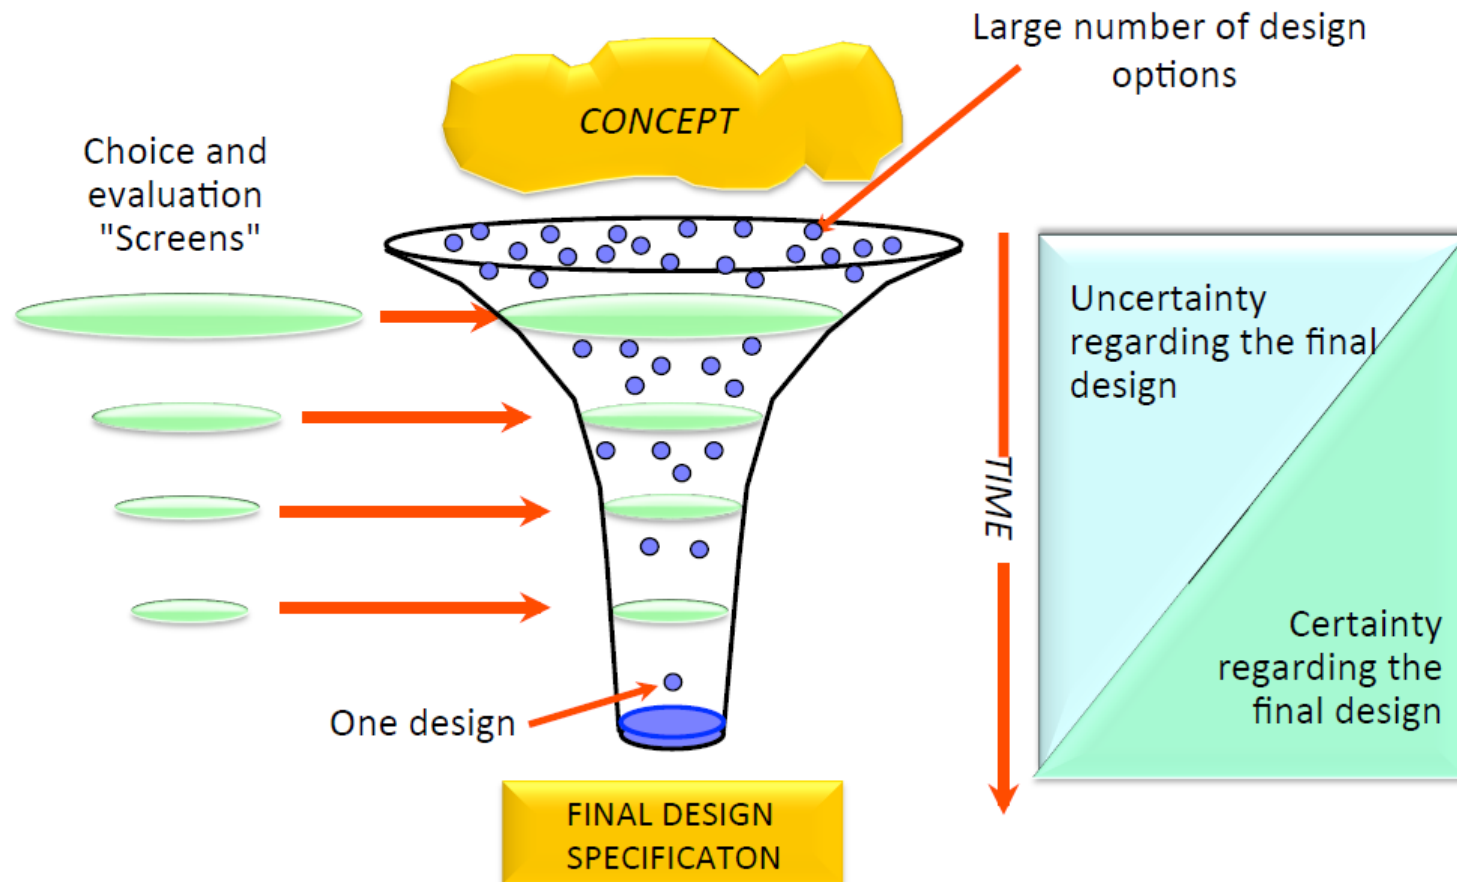 Large number of design
options
CONCEPT
Choice and
evaluation
"Screens"
Uncertainty
regarding the final
design
TIME
Certainty
regarding the
final design
One design
FINAL DESIGN
SPECIFICATON